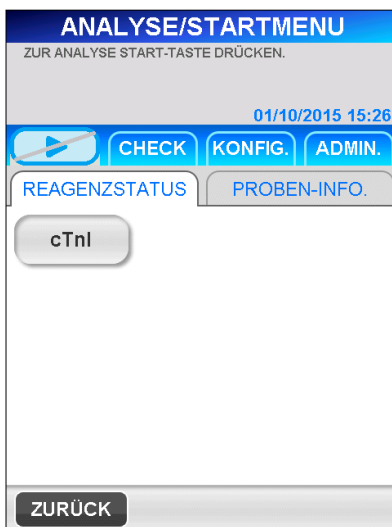 ANALYSE/STARTMENU
ZUR ANALYSE START-TASTE DRÜCKEN.
01/10/2015 15:26
CHECK KONFIG. ADMIN.
REAGENZSTATUS PROBEN-INFO.
cTnI
ZURÜCK